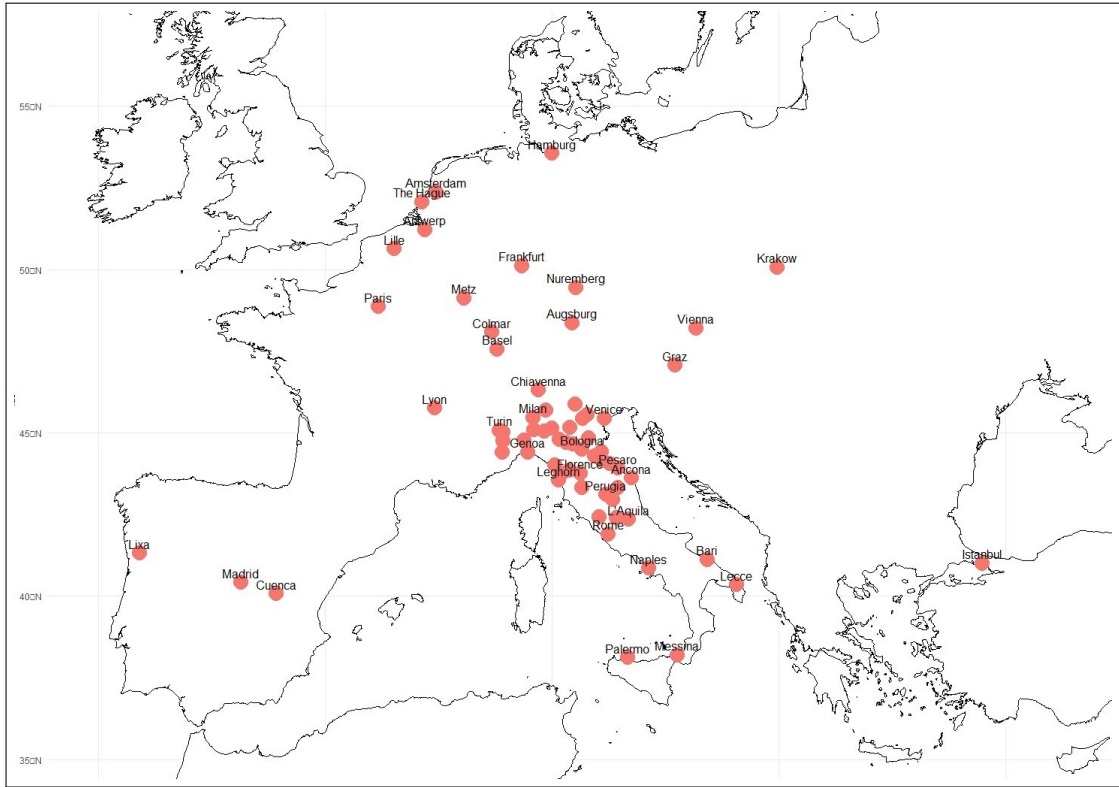 55□N
Hamburg
Amsterdam
The Hague
Antwerp
Lille
50□N
Frankfurt
Krakow
Nuremberg
Metz
Paris
Augsburg
Vienna
Colmar
Basel
Graz
Chiavenna
Lyon
Milan
Venice
Turin
45□N
Genoa
Bologna
Florence
Pesaro
Leghorn
Ancona
Perugia
L'Aquila
Rome
Lixa
Bari
Istanbul
Naples
Madrid
Cuenca
Lecce
40□N
Palermo
Messina
35□N